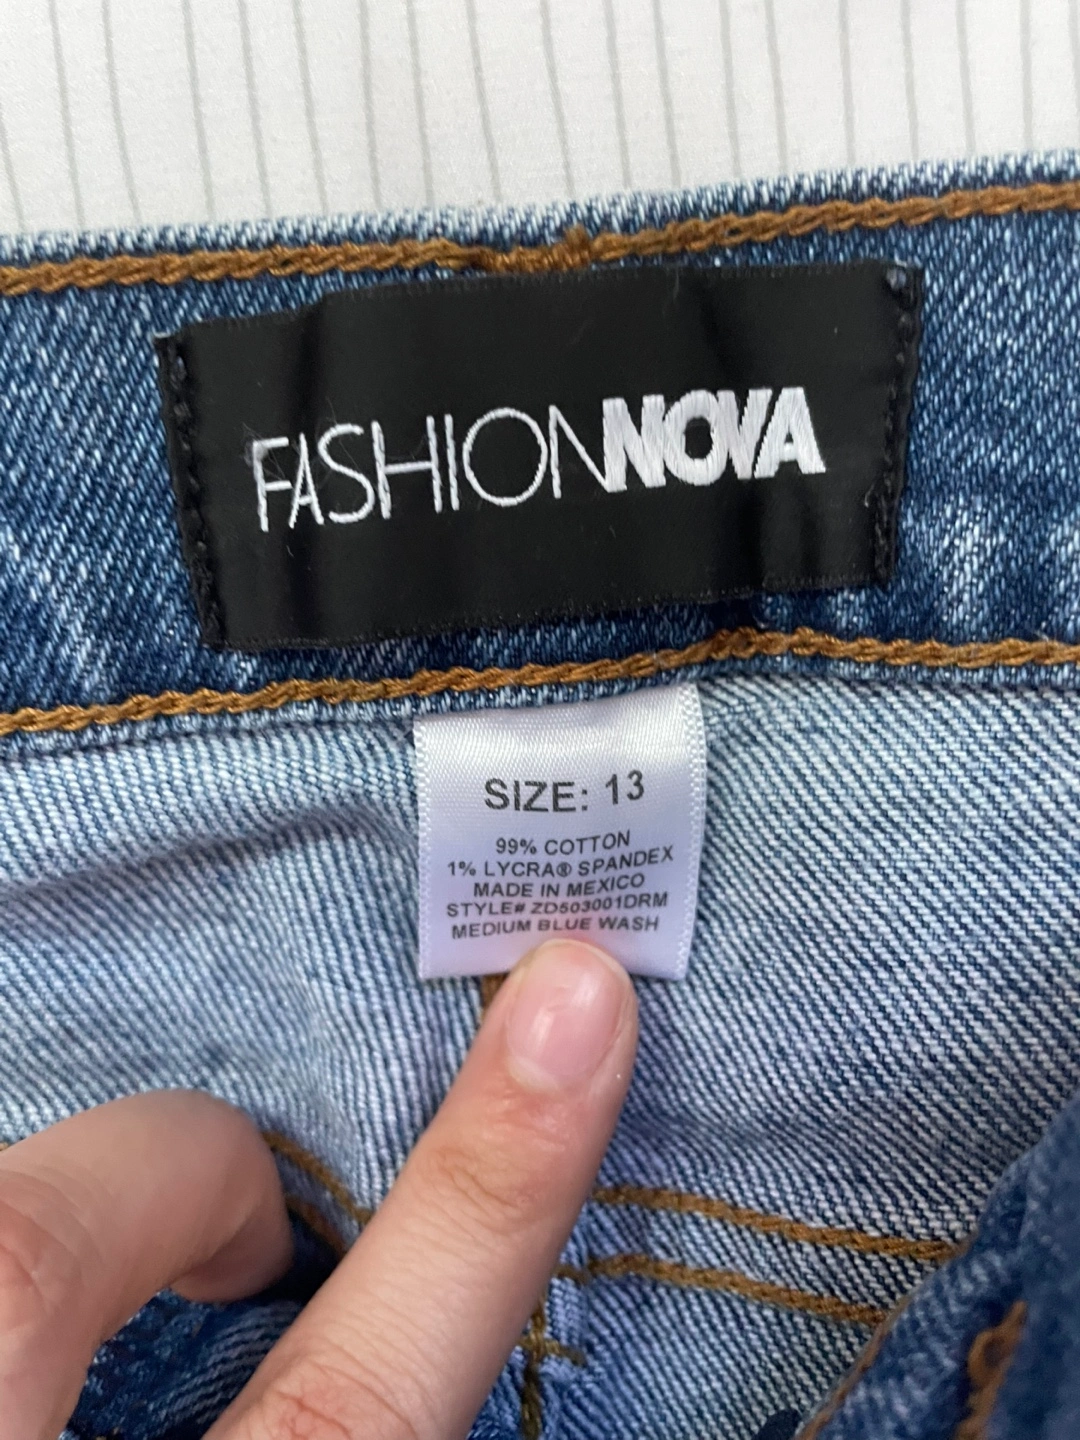 FASHIONNOVA
SIZE: 13
99% COTTON
1% LYCRA® SPANDEX
MADE IN MEXICO
STYLE# ZD503001DRM
MEDIUM BLUE WASH